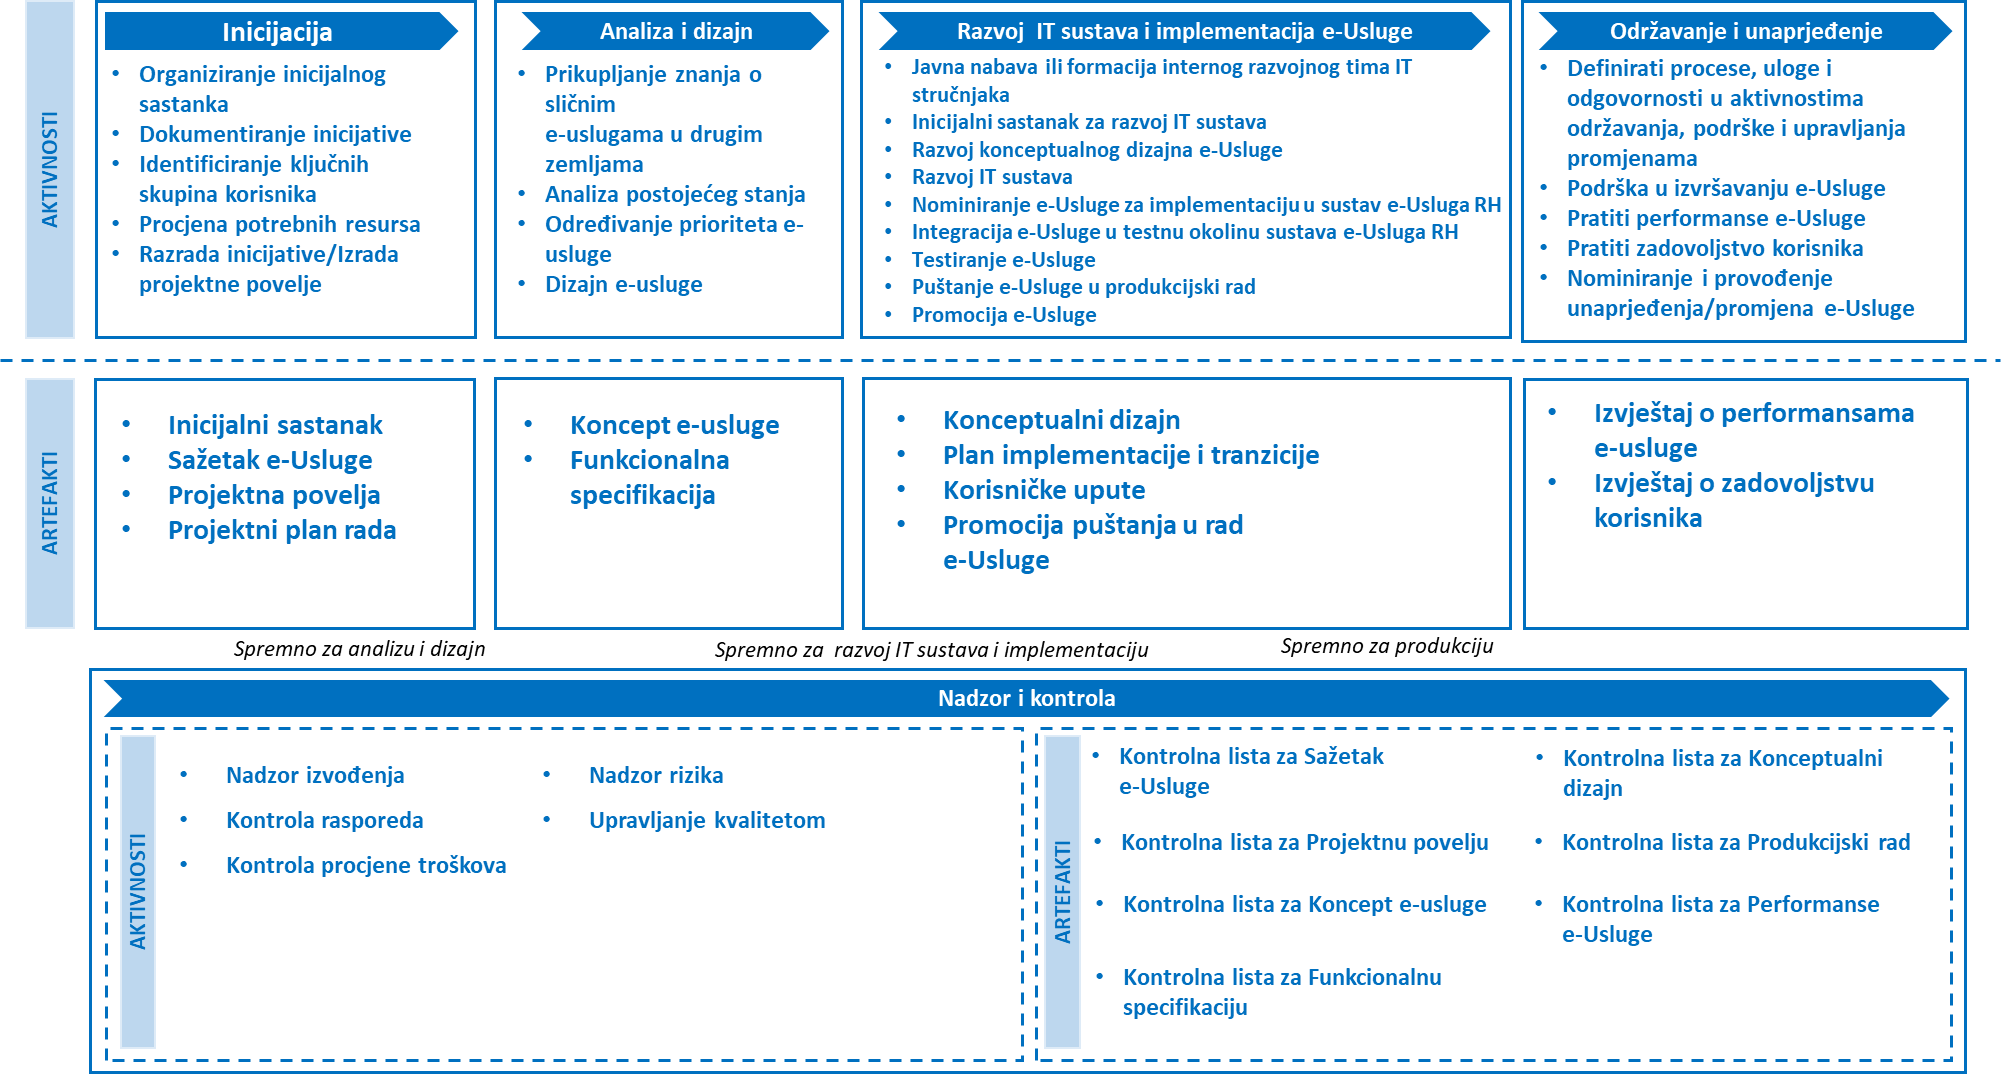 AKTIVNOSTI
Inicijacija
• Organiziranje inicijalnog
sastanka
• Dokumentiranje inicijative
• Identificiranje ključnih
skupina korisnika
• Procjena potrebnih resursa
• Razrada inicijative/Izrada
projektne povelje
Analiza i dizajn
• Prikupljanje znanja o
sličnim
e-uslugama u drugim
zemljama
• Analiza postojećeg stanja
• Određivanje prioriteta e-
usluge
• Dizajn e-usluge
Razvoj IT sustava i implementacija e-Usluge
• Javna nabava ili formacija internog razvojnog tima IT
stručnjaka
• Inicijalni sastanak za razvoj IT sustava
• Razvoj konceptualnog dizajna e-Usluge
• Razvoj IT sustava
• Nominiranje e-Usluge za implementaciju u sustav e-Usluga RH
• Integracija e-Usluge u testnu okolinu sustava e-Usluga RH
• Testiranje e-Usluge
• Puštanje e-Usluge u produkcijski rad
• Promocija e-Usluge
Održavanje i unaprjeđenje
• Definirati procese, uloge i
odgovornosti u aktivnostima
održavanja, podrške i upravljanja
promjenama
• Podrška u izvršavanju e-Usluge
• Pratiti performanse e-Usluge
• Pratiti zadovoljstvo korisnika
• Nominiranje i provođenje
unaprjeđenja/promjena e-Usluge
ARTEFAKTI
• Inicijalni sastanak
• Sažetak e-Usluge
• Projektna povelja
• Projektni plan rada
• Koncept e-usluge
• Funkcionalna
specifikacija
• Konceptualni dizajn
• Plan implementacije i tranzicije
• Korisničke upute
• Promocija puštanja u rad
e-Usluge
• Izvještaj o performansama
e-usluge
• Izvještaj o zadovoljstvu
korisnika
Spremno za analizu i dizajn
Spremno za razvoj IT sustava i implementaciju
Spremno za produkciju
Nadzor i kontrola
AKTIVNOSTI
• Nadzor izvođenja
• Kontrola rasporeda
• Kontrola procjene troškova
• Nadzor rizika
• Upravljanje kvalitetom
ARTEFAKTI
• Kontrolna lista za Sažetak
e-Usluge
• Kontrolna lista za Projektnu povelju
• Kontrolna lista za Koncept e-usluge
• Kontrolna lista za Funkcionalnu
specifikaciju
• Kontrolna lista za Konceptualni
dizajn
• Kontrolna lista za Produkcijski rad
• Kontrolna lista za Performanse
e-Usluge